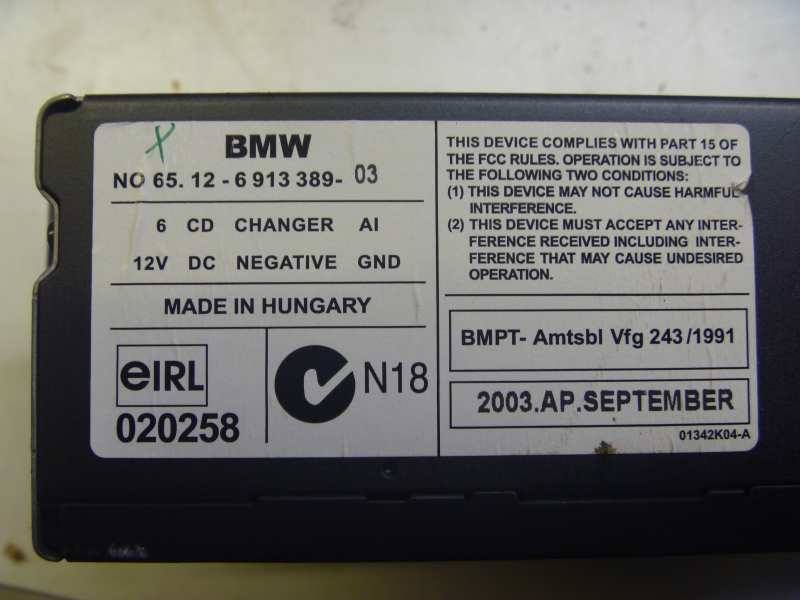 BMW
NO 65. 12 - 6 913 389- 03
6 CD CHANGER AI
12V DC NEGATIVE GND
MADE IN HUNGARY
eIRL
020258
N18
THIS DEVICE COMPLIES WITH PART 15 OF
THE FCC RULES. OPERATION IS SUBJECT TO
THE FOLLOWING TWO CONDITIONS:
(1) THIS DEVICE MAY NOT CAUSE HARMFUL
INTERFERENCE.
(2) THIS DEVICE MUST ACCEPT ANY INTER-
FERENCE RECEIVED INCLUDING INTER-
FERENCE THAT MAY CAUSE UNDESIRED
OPERATION.
BMPT- Amtsbl Vfg 243/1991
2003.AP.SEPTEMBER
01342K04-A